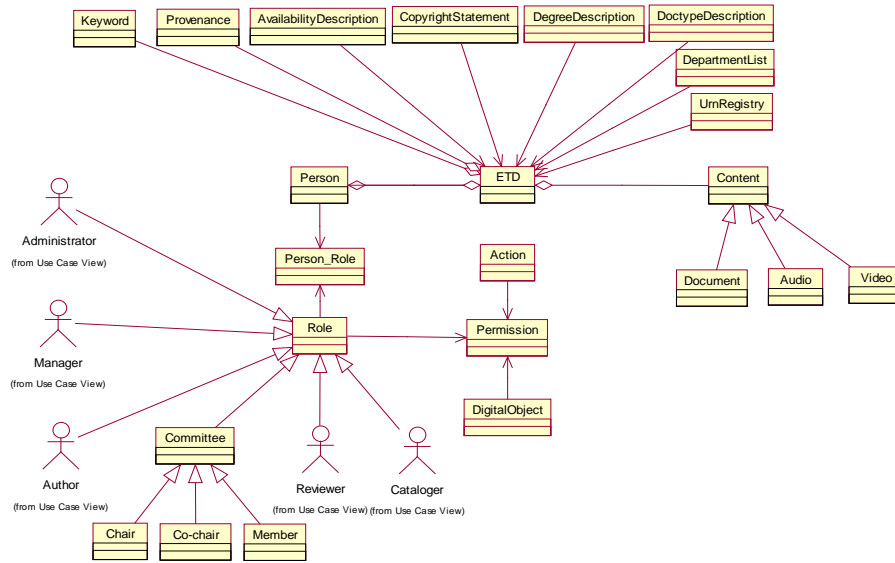 Keyword
Provenance
AvailabilityDescription
CopyrightStatement
DegreeDescription
DoctypeDescription
DepartmentList
UrnRegistry
Person
ETD
Content
Administrator
(from Use Case View)
Person_Role
Action
Document
Audio
Video
Role
Permission
Manager
(from Use Case View)
DigitalObject
Committee
Author
(from Use Case View)
Reviewer
(from Use Case View)
Cataloger
(from Use Case View)
Chair
Co-chair
Member